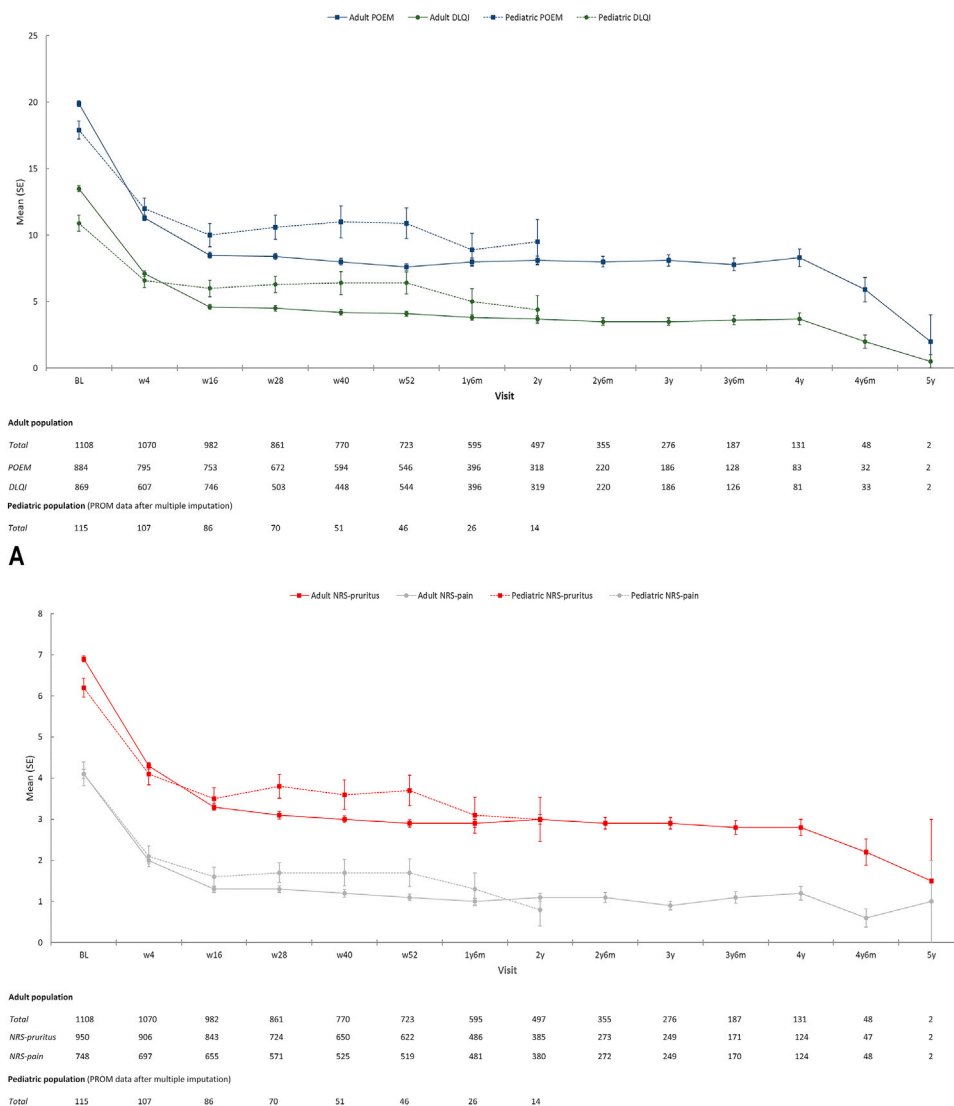 Adult POEM Adult DLQI Pediatric POEM Pediatric DLQI
25
20
15
10
5
0
Mean (SE)
BL w4 w16 w28 w40 w52 1y6m 2y 2y6m 3y 3y6m 4y 4y6m 5y
Visit
Adult population
Total 1108 1070 982 861 770 723 595 497 355 276 187 131 48 2
POEM 884 795 753 672 594 546 396 318 220 186 128 83 32 2
DLQI 869 607 746 503 448 544 396 319 220 186 126 81 33 2
Pediatric population (PROM data after multiple imputation)
Total 115 107 86 70 51 46 26 14
A
Adult NRS-pruritus Adult NRS-pain Pediatric NRS-pruritus Pediatric NRS-pain
8
7
6
5
4
3
2
1
0
Mean (SE)
BL w4 w16 w28 w40 w52 1y6m 2y 2y6m 3y 3y6m 4y 4y6m 5y
Visit
Adult population
Total 1108 1070 982 861 770 723 595 497 355 276 187 131 48 2
NRS-pruritus 950 906 843 724 650 622 486 385 273 249 171 124 47 2
NRS-pain 748 697 655 571 525 519 481 380 272 249 170 124 48 2
Pediatric population (PROM data after multiple imputation)
Total 115 107 86 70 51 46 26 14